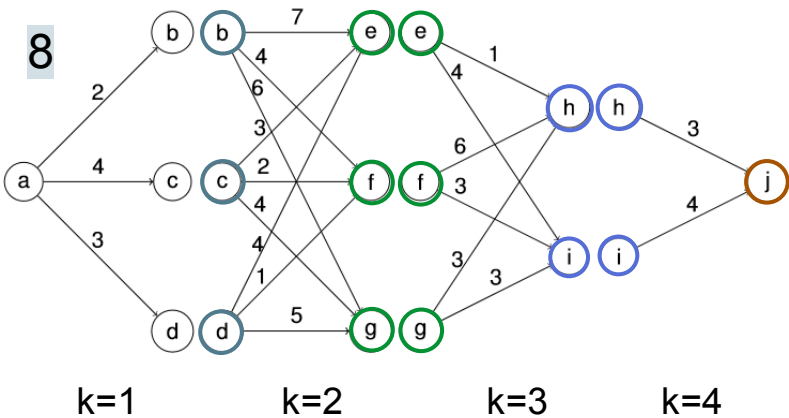 8
b b 7 e e
2 4 6 1 4
h h
3 3
a 4 c c 2 f f 6 3 j
4 4
3 4 1 3 3 i i
d d 5 g g
k=1 k=2 k=3 k=4